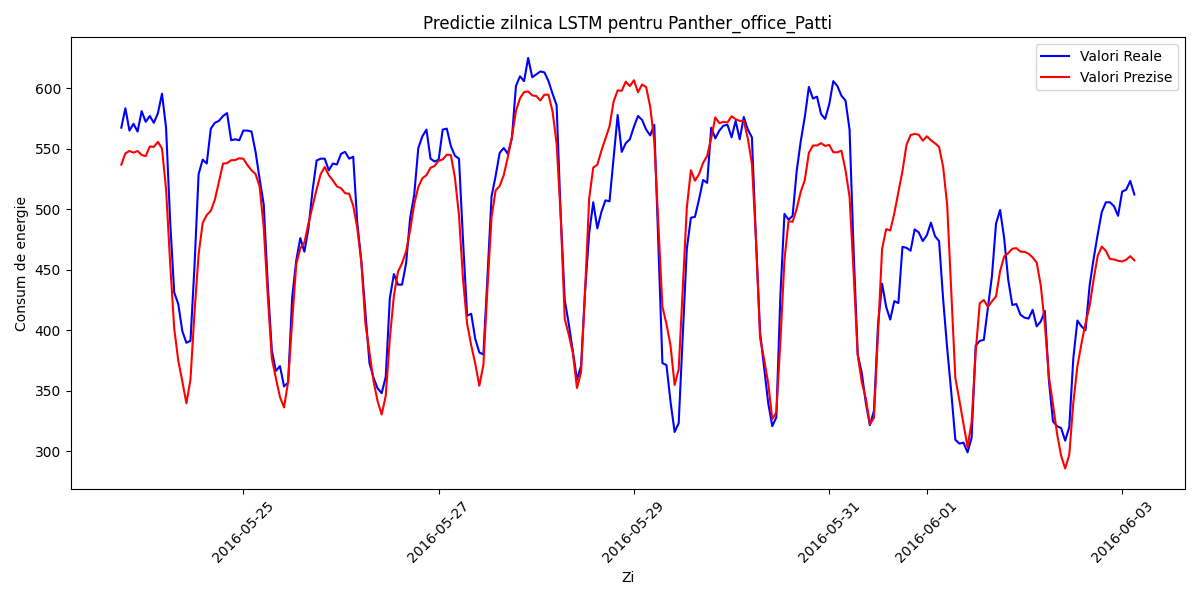 Predictie zilnica LSTM pentru Panther_office_Patti
Valori Reale
Valori Prezise
Consum de energie
600
550
500
450
400
350
300
2016-05-25
2016-05-27
2016-05-29
2016-05-31
2016-06-01
2016-06-03
Zi